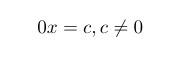 0x = c, c ≠ 0